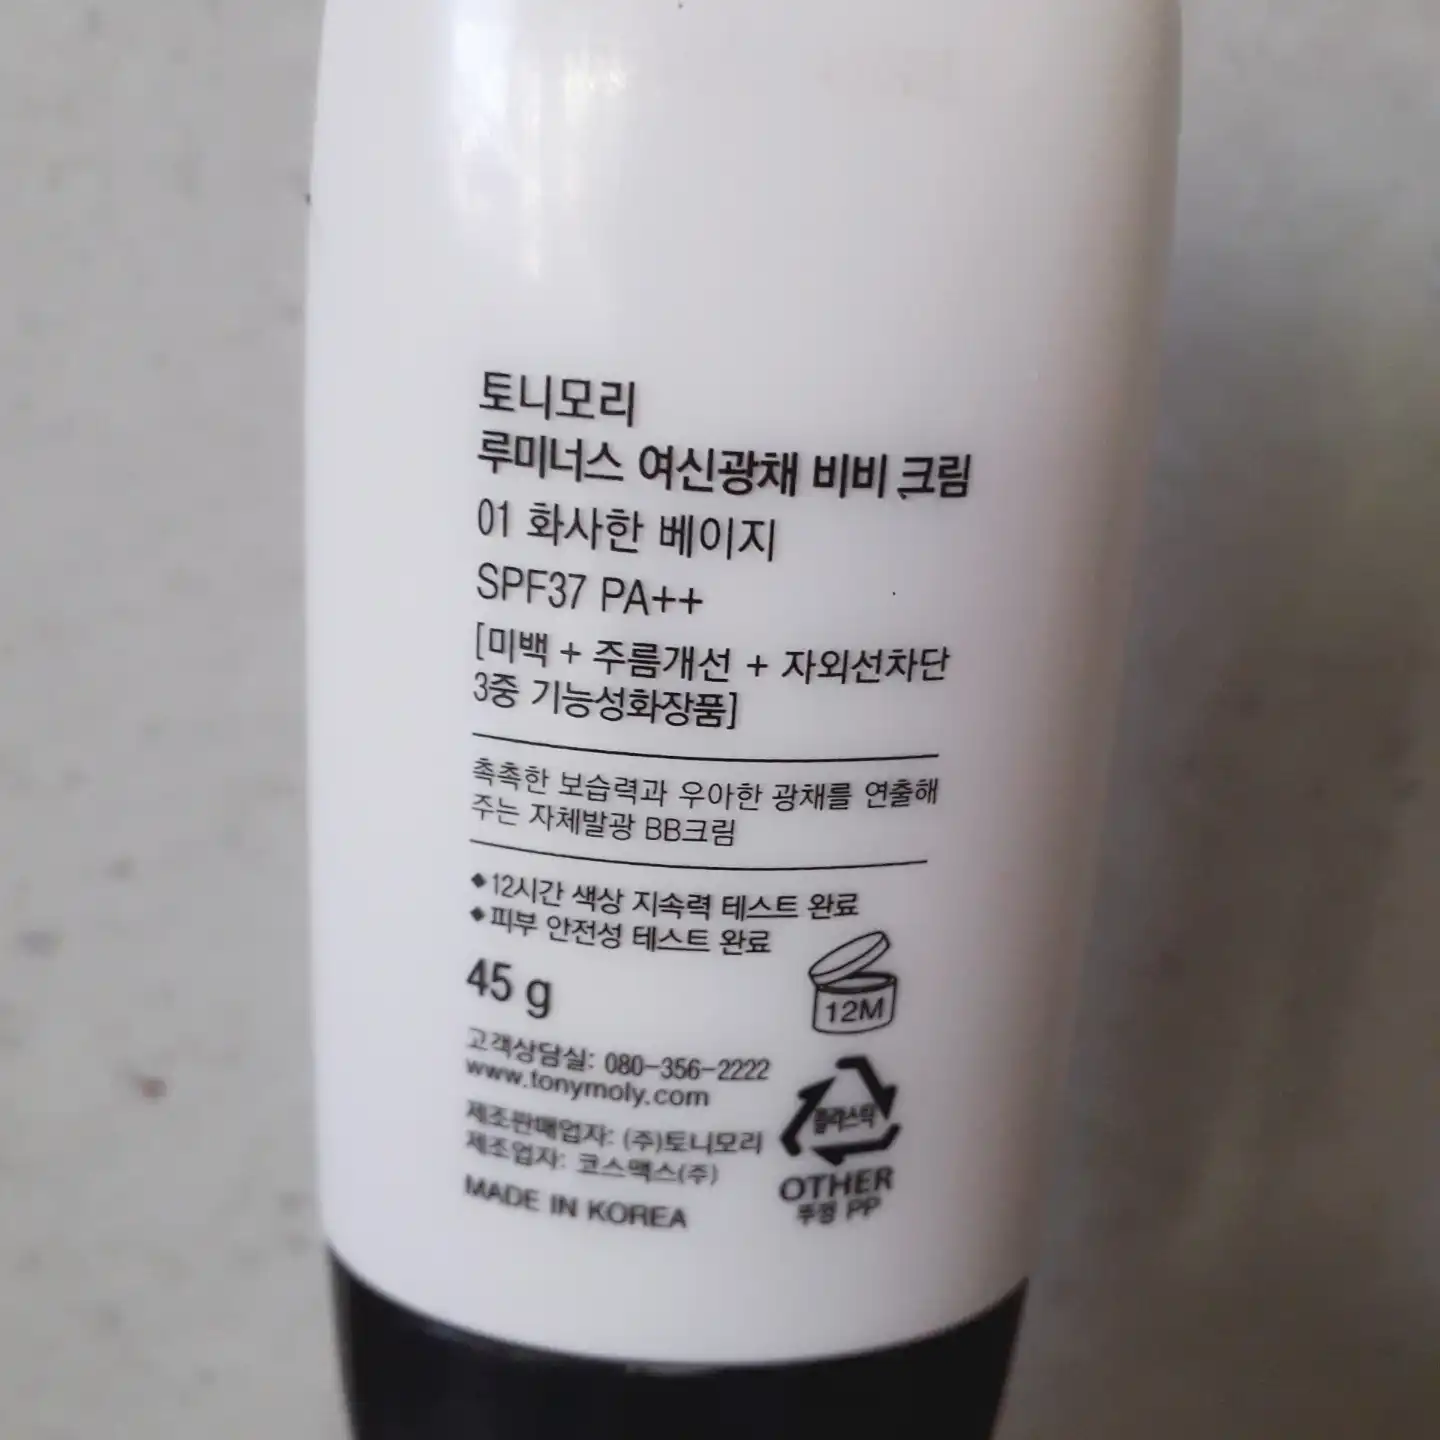 토니모리
루미너스 여신광채 비비 크림
01 화사한 베이지
SPF37 PA++
[미백 + 주름개선 + 자외선차단
3중 기능성화장품]
촉촉한 보습력과 우아한 광채를 연출해
주는 자체발광 BB크림
◆12시간 색상 지속력 테스트 완료
◆피부 안전성 테스트 완료
45 g
12M
고객상담실: 080-356-2222
www.tonymoly.com
제조판매업자: (주)토니모리
제조업자: 코스맥스(주)
MADE IN KOREA
플라스틱
OTHER
뚜껑 PP